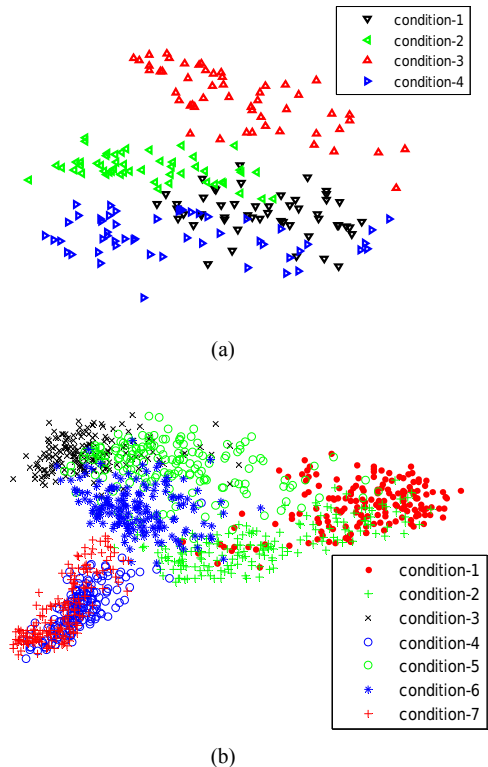 condition-1
condition-2
condition-3
condition-4
(a)
condition-1
condition-2
condition-3
condition-4
condition-5
condition-6
condition-7
(b)